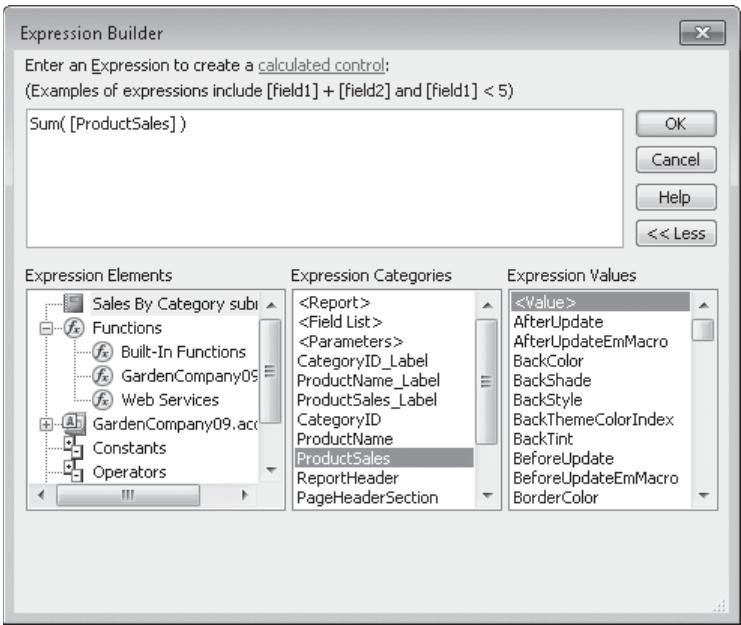 Expression Builder
Enter an Expression to create a calculated control:
(Examples of expressions include [field1] + [field2] and [field1] < 5)
Sum( [ProductSales] )
OK
Cancel
Help
<< Less
Expression Elements
Sales By Category subr
Functions
Built-In Functions
GardenCompany09
Web Services
GardenCompany09.acc
Constants
Operators
Expression Categories
<Report>
<Field List>
<Parameters>
CategoryID_Label
ProductName_Label
ProductSales_Label
CategoryID
ProductName
ProductSales
ReportHeader
PageHeaderSection
Expression Values
<Value>
AfterUpdate
AfterUpdateEmMacro
BackColor
BackShade
BackStyle
BackThemeColorIndex
BackTint
BeforeUpdate
BeforeUpdateEmMacro
BorderColor